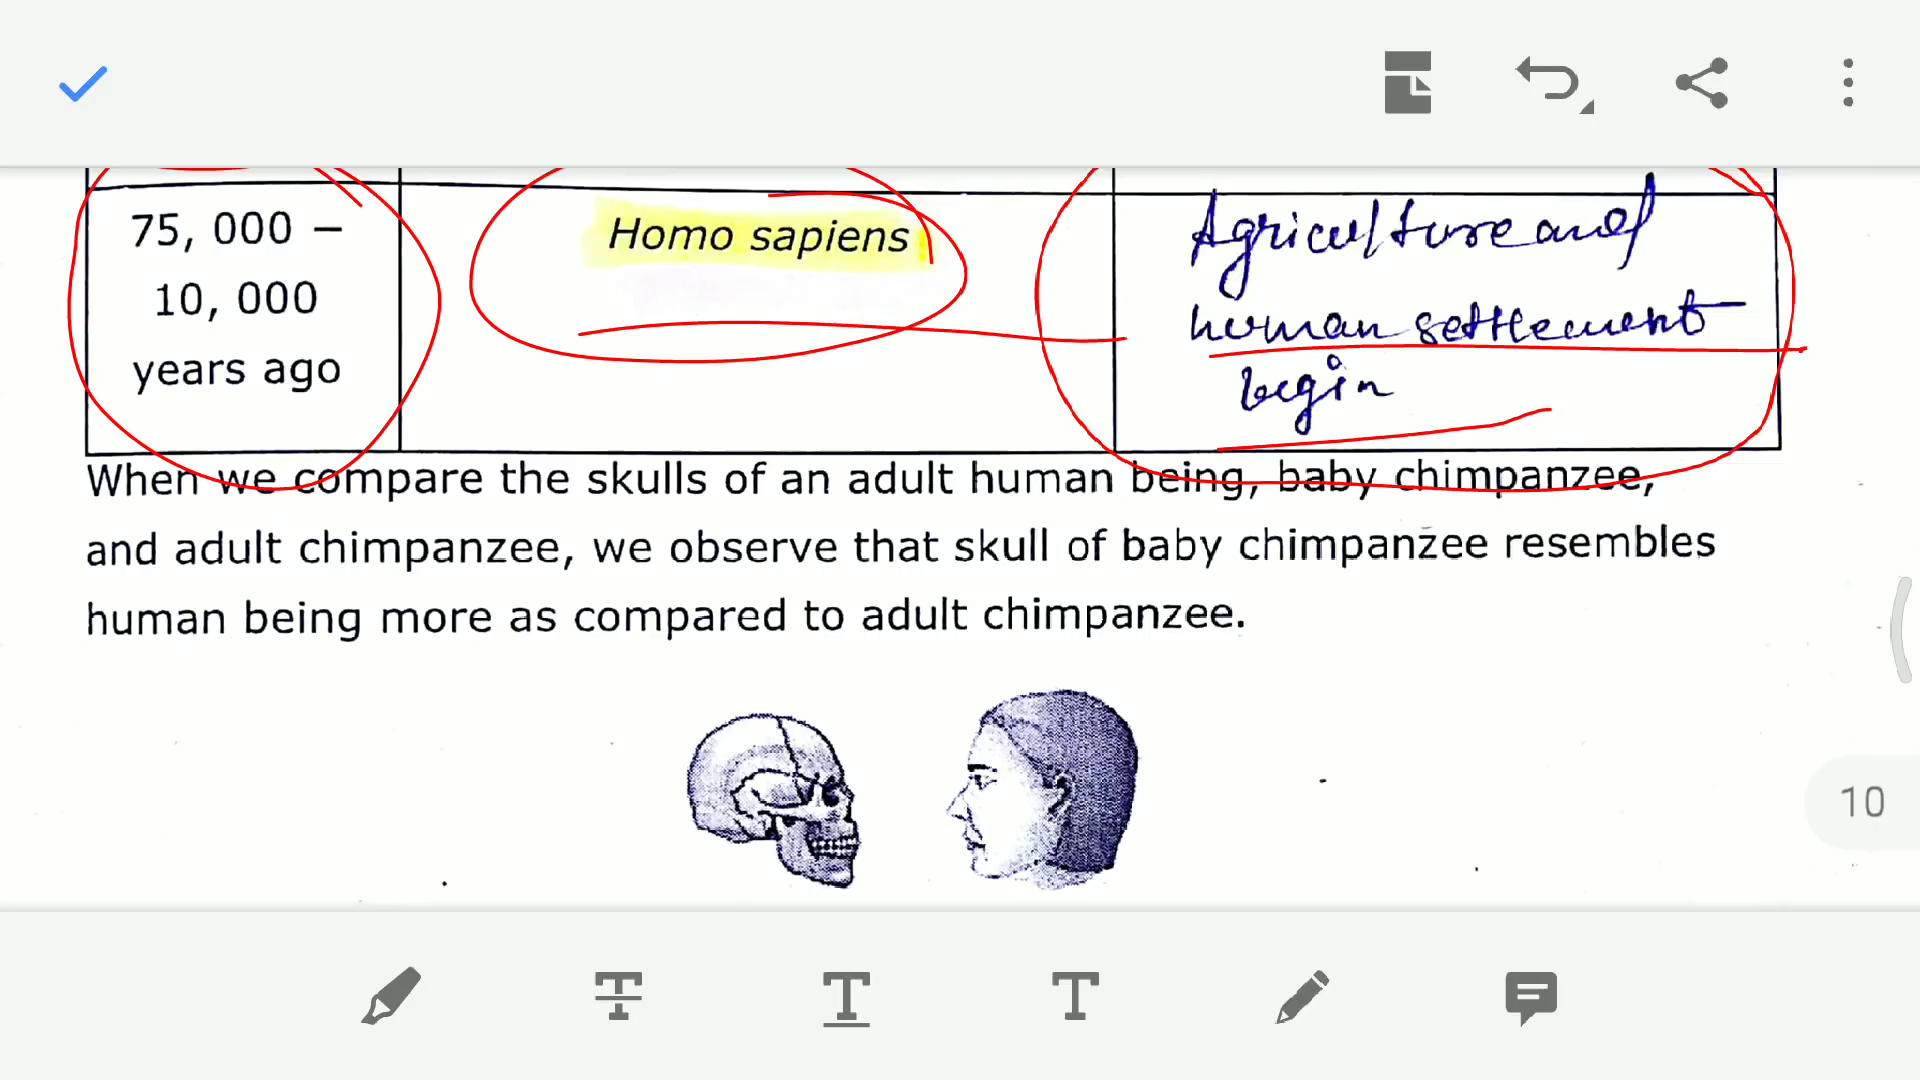 75, 000 –
10, 000
years ago
Homo sapiens
Agriculture and
human settlement
begin
When we compare the skulls of an adult human being, baby chimpanzee,
and adult chimpanzee, we observe that skull of baby chimpanzee resembles
human being more as compared to adult chimpanzee.
10